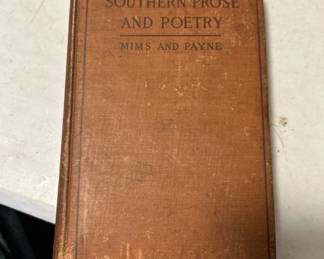 SOUTHERN PROSE
AND POETRY
MIMS AND PAYNE